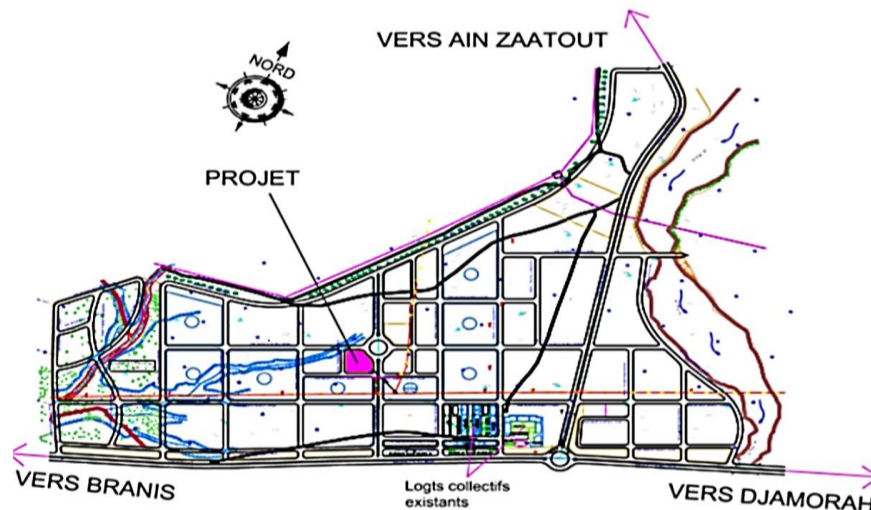 VERS AIN ZAATOUT
NORD
PROJET
VERS BRANIS
Logts collectifs
existants
VERS DJAMORAH